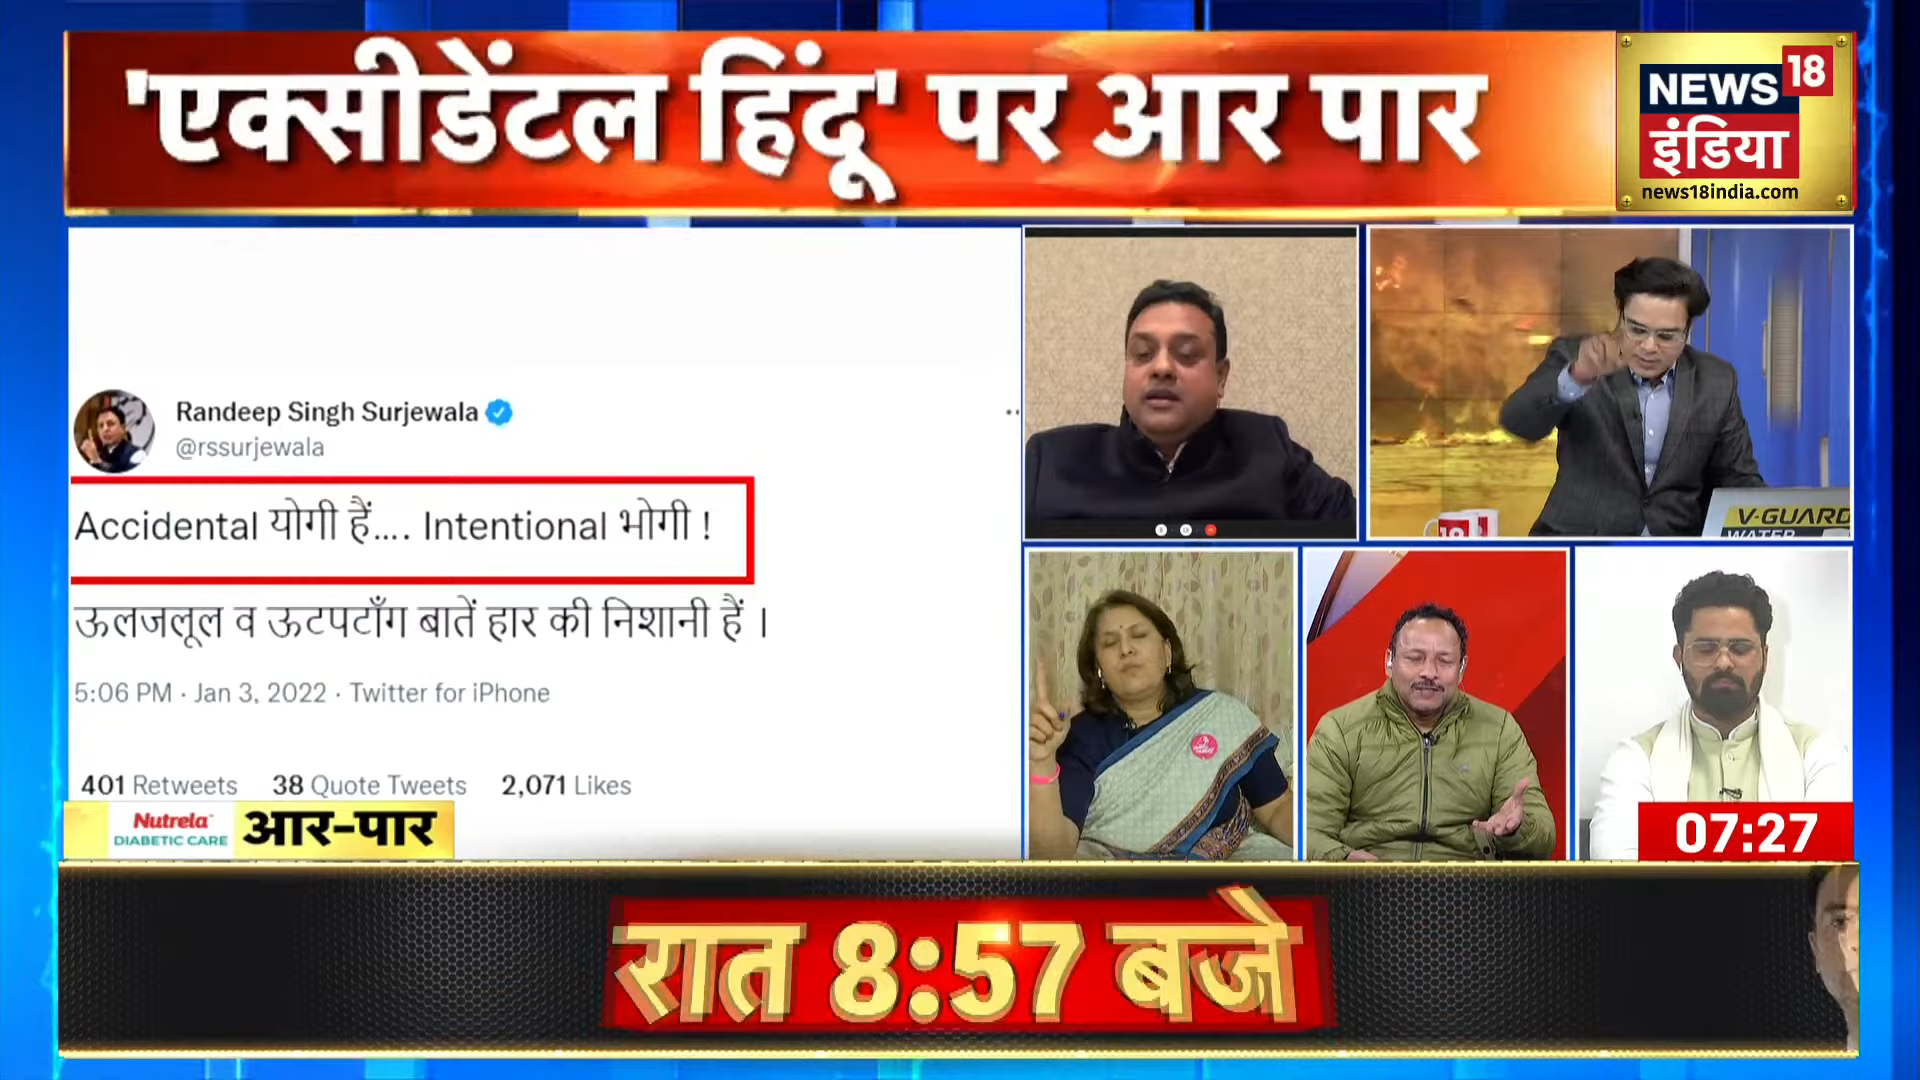 'एक्सीडेंटल हिंदू' पर आर पार
NEWS 18
इंडिया
news18india.com
Randeep Singh Surjewala
@rssurjewala
Accidental योगी हैं.... Intentional भोगी !
ऊलजलूल व ऊटपटाँग बातें हार की निशानी हैं ।
5:06 PM · Jan 3, 2022 · Twitter for iPhone
401 Retweets 38 Quote Tweets 2,071 Likes
V-GUARD
WATER
18
Nutrela
DIABETIC CARE
आर-पार
07:27
रात 8:57 बजे